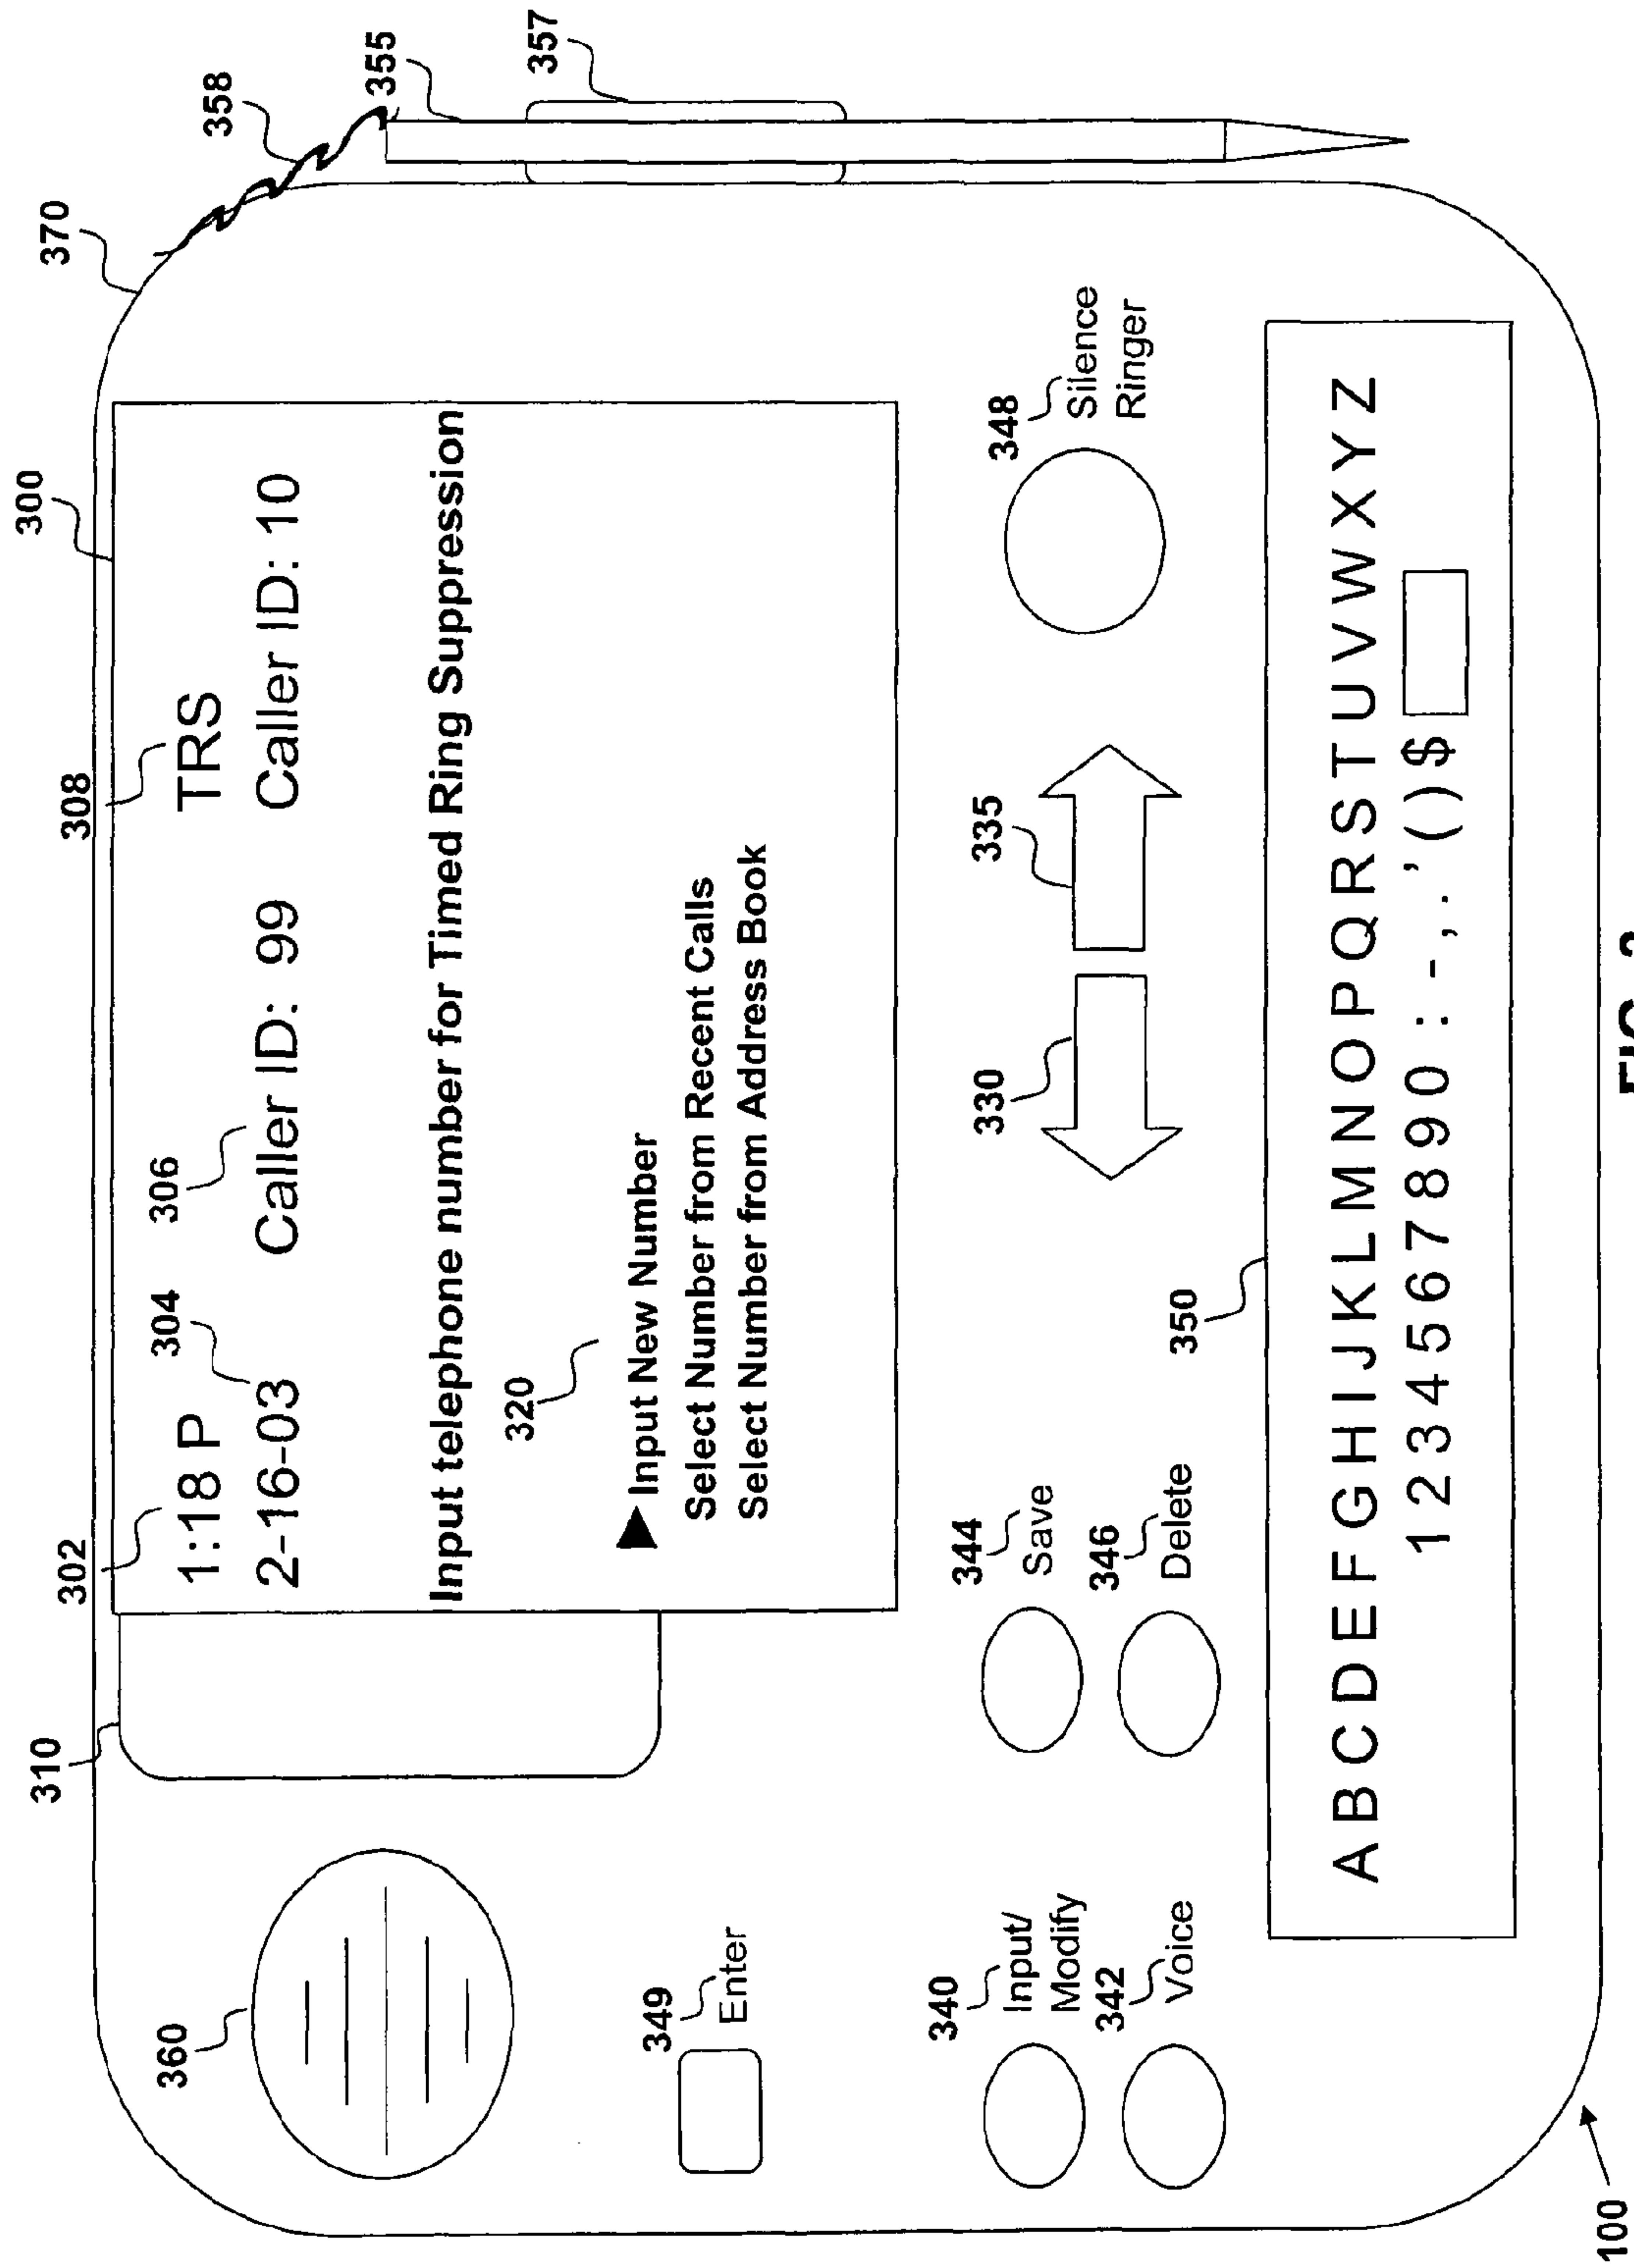 370
358
355
357
300
308
302
310
304
306
1:18 P
TRS
2-16-03
Caller ID: 99
Caller ID: 10
360
Input telephone number for Timed Ring Suppression
320
▶ Input New Number
Select Number from Recent Calls
Select Number from Address Book
349
Enter
340
Input/
Modify
344
Save
330
335
348
Silence
Ringer
342
Voice
346
Delete
350
A B C D E F G H I J K L M N O P Q R S T U V W X Y Z
1 2 3 4 5 6 7 8 9 0 : - , . ' ( ) $
100